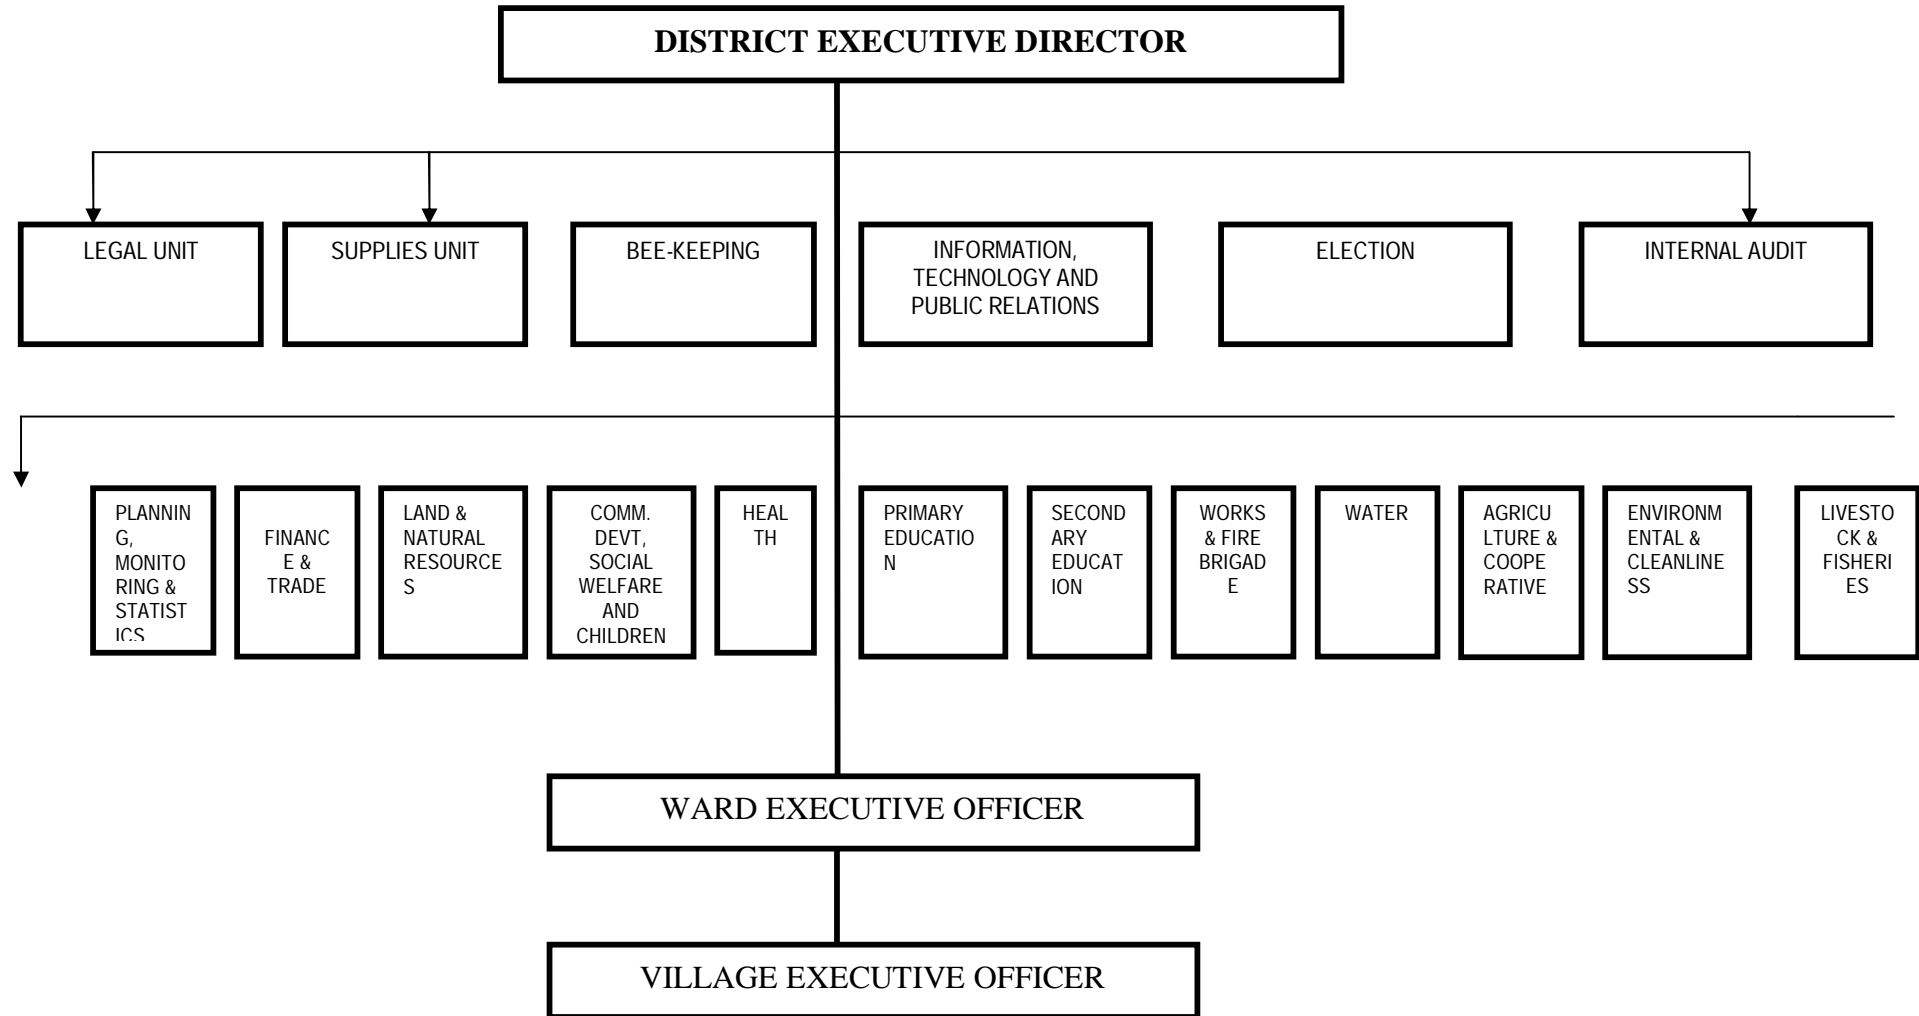 DISTRICT EXECUTIVE DIRECTOR
LEGAL UNIT
SUPPLIES UNIT
BEE-KEEPING
INFORMATION,
TECHNOLOGY AND
PUBLIC RELATIONS
ELECTION
INTERNAL AUDIT
PLANNIN
G,
MONITO
RING &
STATIST
ICS
FINANC
E &
TRADE
LAND &
NATURAL
RESOURCE
S
COMM.
DEVT,
SOCIAL
WELFARE
AND
CHILDREN
HEAL
TH
PRIMARY
EDUCATIO
N
SECOND
ARY
EDUCAT
ION
WORKS
& FIRE
BRIGAD
E
WATER
AGRICU
LTURE &
COOPE
RATIVE
ENVIRONM
ENTAL &
CLEANLINE
SS
LIVESTO
CK &
FISHERI
ES
WARD EXECUTIVE OFFICER
VILLAGE EXECUTIVE OFFICER